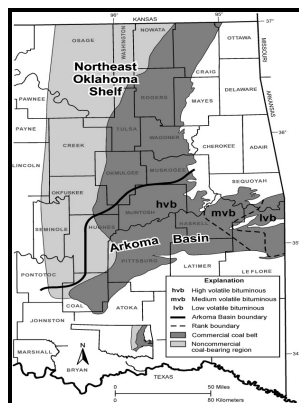 96° KANSAS 95° 37°
OSAGE
WASHINGTON
NOWATA
OTTAWA
MISSOURI
ARKANSAS
Northeast
Oklahoma
Shelf
CRAIG
PAWNEE
ROGERS
MAYES
DELAWARE
PAYNE
36°
TULSA
WAGONER
CREEK
CHEROKEE
ADAIR
LINCOLN
OKMULGEE
MUSKOGEE
OKFUSKEE
SEQUOYAH
hvb
mvb
lvb
McINTOSH
HASKELL
SEMINOLE
HUGHES
Arkoma Basin
35°
PITTSBURG
LATIMER
LE FLORE
PONTOTOC
COAL
ATOKA
JOHNSTON
MARSHALL
BRYAN
N
34°
TEXAS
Explanation
hvb High volatile bituminous
mvb Medium volatile bituminous
lvb Low volatile bituminous
Arkoma Basin boundary
Rank boundary
Commercial coal belt
Noncommercial
coal-bearing region
0 50 Miles
0 80 Kilometers